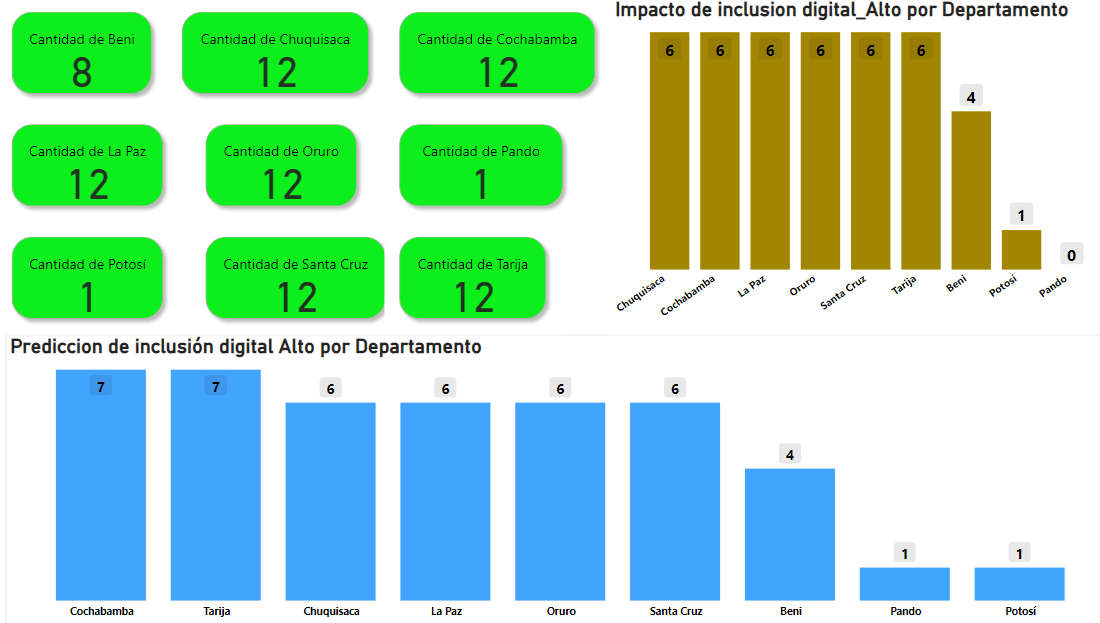 Cantidad de Beni
8
Cantidad de Chuquisaca
12
Cantidad de Cochabamba
12
Cantidad de La Paz
12
Cantidad de Oruro
12
Cantidad de Pando
1
Cantidad de Potosí
1
Cantidad de Santa Cruz
12
Cantidad de Tarija
12
Impacto de inclusion digital_Alto por Departamento
6 6 6 6 6 6 4 1 0
Chuquisaca Cochabamba La Paz Oruro Santa Cruz Tarija Beni Potosí Pando
Prediccion de inclusión digital Alto por Departamento
7 7 6 6 6 6 4 1 1
Cochabamba Tarija Chuquisaca La Paz Oruro Santa Cruz Beni Pando Potosí